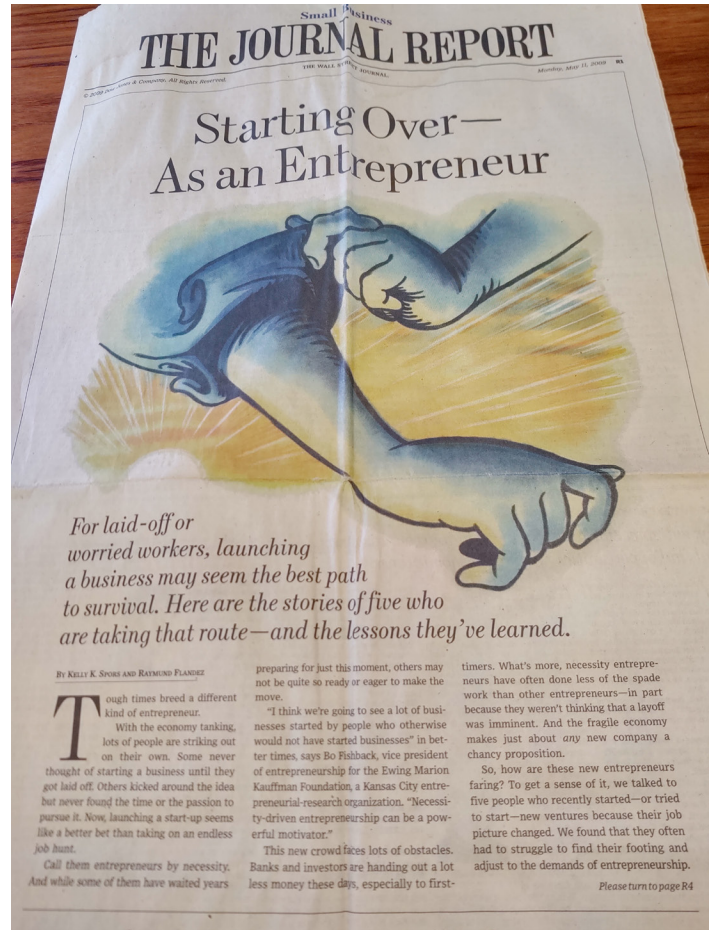 Small Business
THE JOURNAL REPORT
© 2009 Dow Jones & Company. All Rights Reserved.
THE WALL STREET JOURNAL.
Monday, May 11, 2009 R1
Starting Over—
As an Entrepreneur
For laid-off or
worried workers, launching
a business may seem the best path
to survival. Here are the stories of five who
are taking that route—and the lessons they’ve learned.
BY KELLY K. SPORS AND RAYMUND FLANDEZ
Tough times breed a different
kind of entrepreneur.
With the economy tanking,
lots of people are striking out
on their own. Some never
thought of starting a business until they
got laid off. Others kicked around the idea
but never found the time or the passion to
pursue it. Now, launching a start-up seems
like a better bet than taking on an endless
job hunt.
Call them entrepreneurs by necessity.
And while some of them have waited years
preparing for just this moment, others may
not be quite so ready or eager to make the
move.
“I think we’re going to see a lot of busi-
nesses started by people who otherwise
would not have started businesses” in bet-
ter times, says Bo Fishback, vice president
of entrepreneurship for the Ewing Marion
Kauffman Foundation, a Kansas City entre-
preneurial-research organization. “Necessi-
ty-driven entrepreneurship can be a pow-
erful motivator.”
This new crowd faces lots of obstacles.
Banks and investors are handing out a lot
less money these days, especially to first-
timers. What’s more, necessity entrepre-
neurs have often done less of the spade
work than other entrepreneurs—in part
because they weren’t thinking that a layoff
was imminent. And the fragile economy
makes just about any new company a
chancy proposition.
So, how are these new entrepreneurs
faring? To get a sense of it, we talked to
five people who recently started—or tried
to start—new ventures because their job
picture changed. We found that they often
had to struggle to find their footing and
adjust to the demands of entrepreneurship.
Please turn to page R4